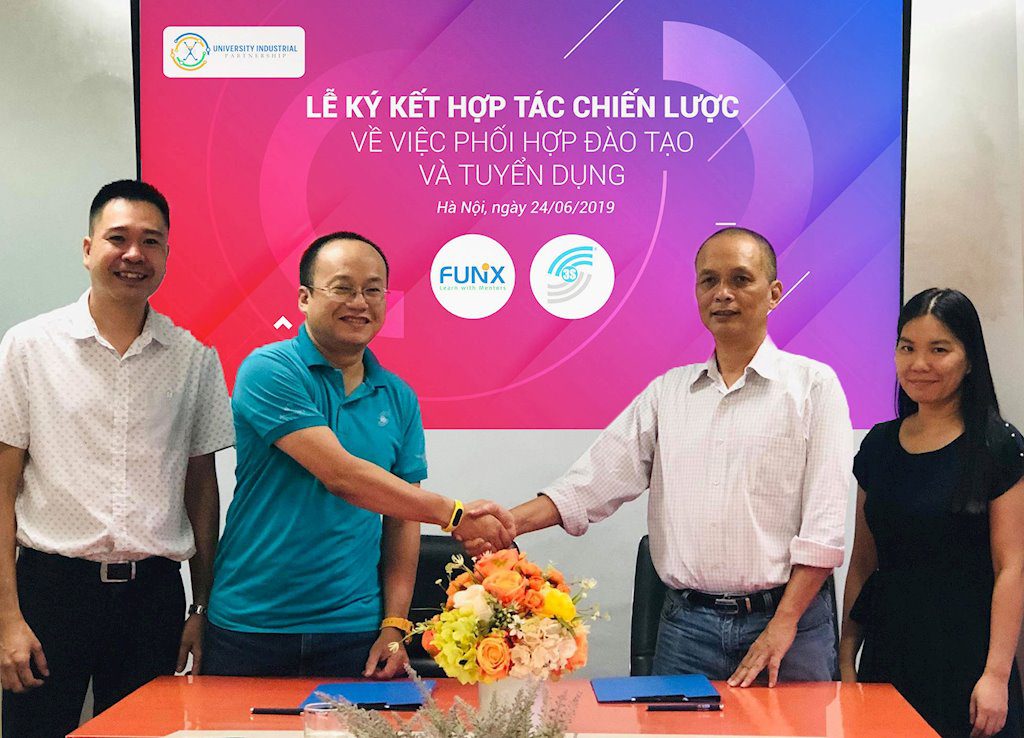 UNIVERSITY INDUSTRIAL
PARTNERSHIP
LỄ KÝ KẾT HỢP TÁC CHIẾN LƯỢC
VỀ VIỆC PHỐI HỢP ĐÀO TẠO
VÀ TUYỂN DỤNG
Hà Nội, ngày 24/06/2019
FUNiX
Learn with Mentors
3S